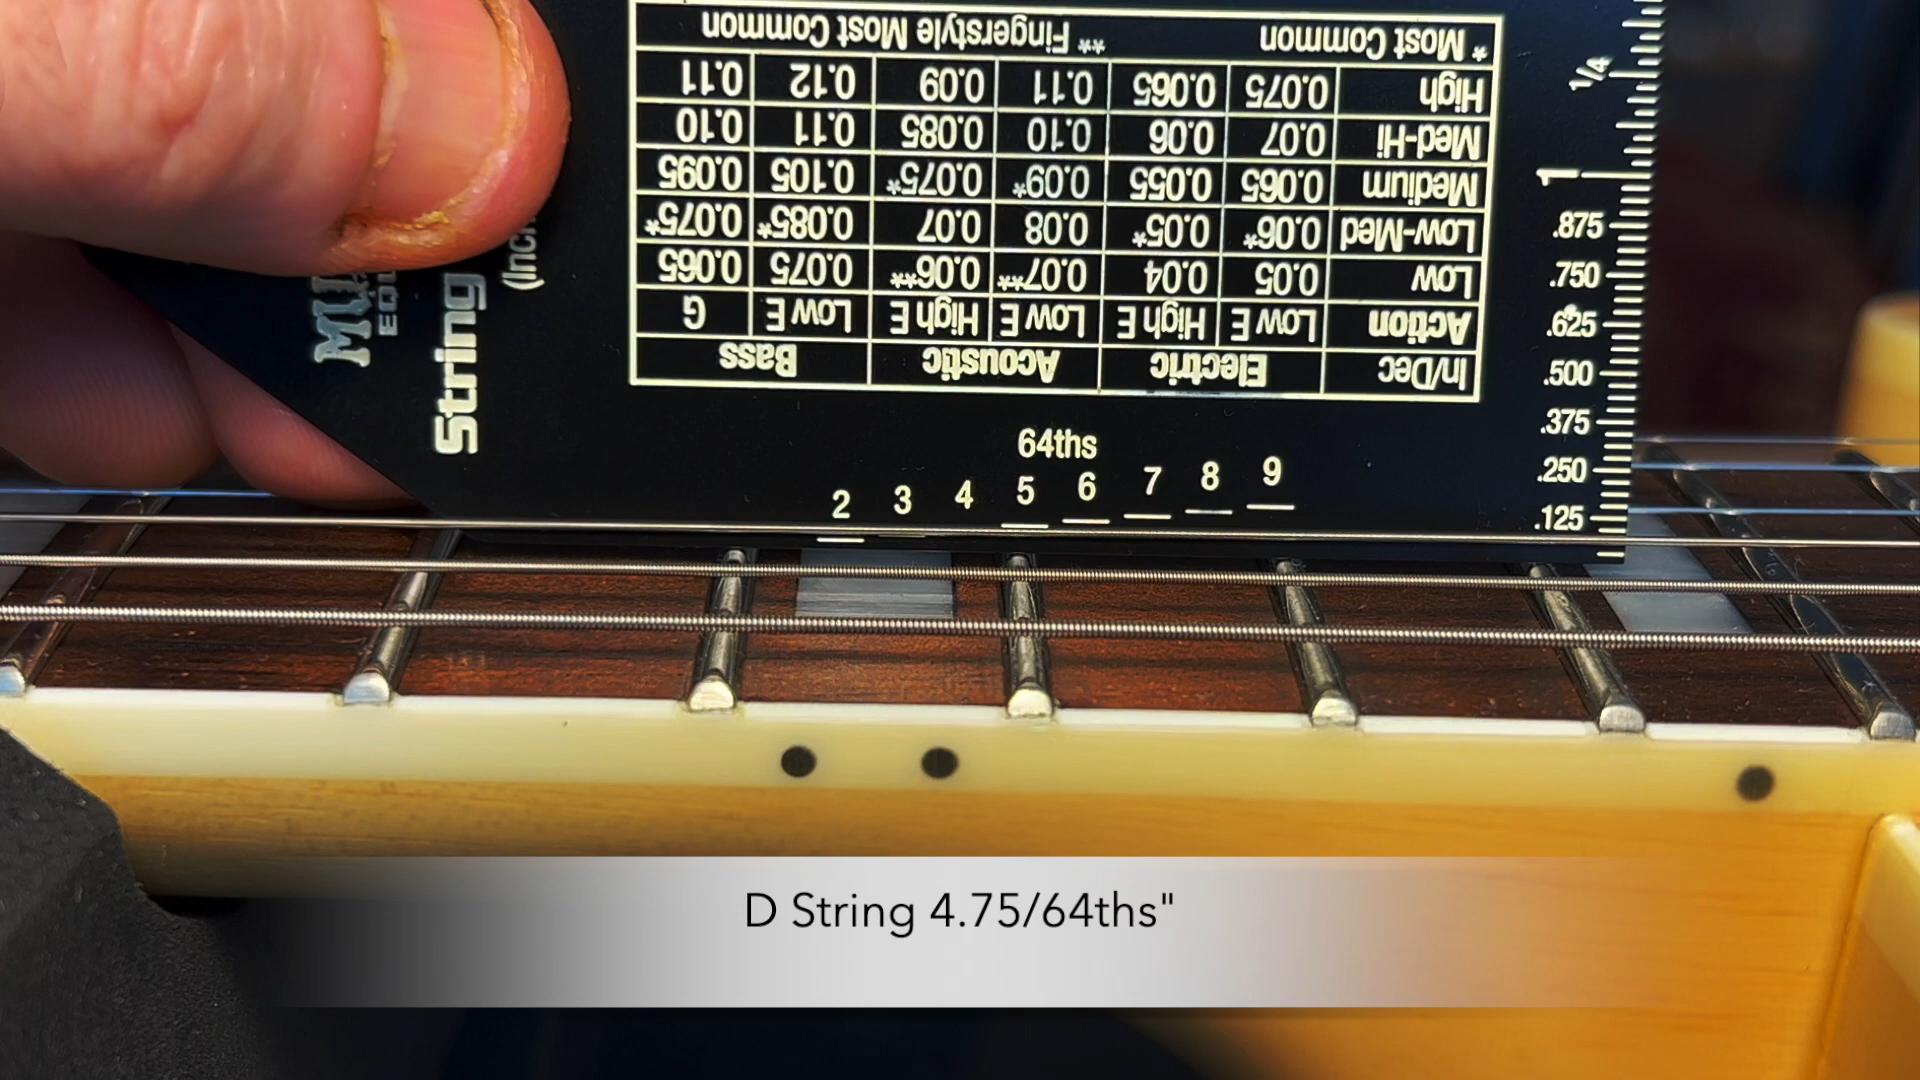 * Most Common ** Fingerstyle Most Common
High 0.075 0.065 0.11 0.09 0.12 0.11
Med-Hi 0.07 0.06 0.10 0.085 0.11 0.10
Medium 0.065 0.055 0.09* 0.075* 0.105 0.095
Low-Med 0.06* 0.05* 0.08 0.07 0.085* 0.075*
Low 0.05 0.04 0.07** 0.06** 0.075 0.065
Action Low E High E Low E High E Low E G
In/Dec Electric Acoustic Bass
String
64ths
2 3 4 5 6 7 8 9
1/4
1
.875
.750
.625
.500
.375
.250
.125
D String 4.75/64ths"